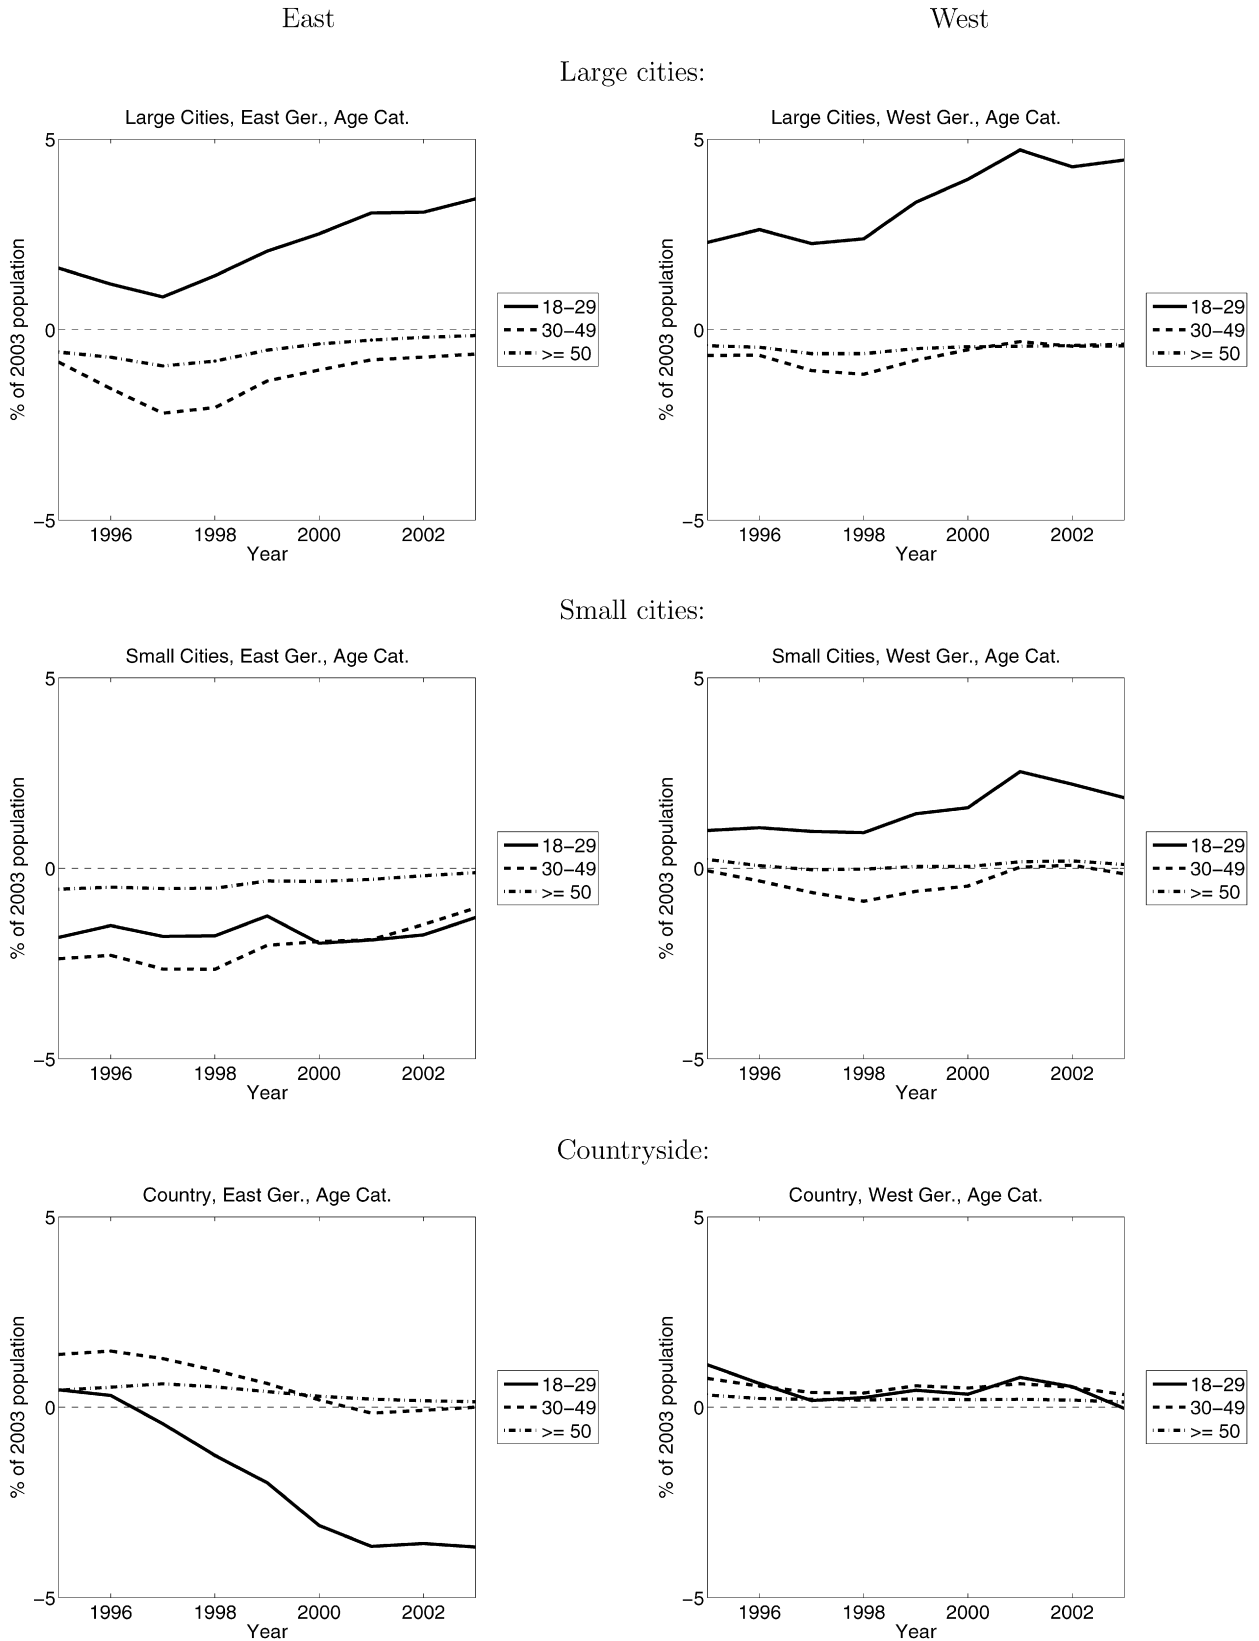 East
West
Large cities:
Large Cities, East Ger., Age Cat.
5
0
−5
% of 2003 population
1996 1998 2000 2002
Year
18−29
30−49
>= 50
Large Cities, West Ger., Age Cat.
5
0
−5
% of 2003 population
1996 1998 2000 2002
Year
18−29
30−49
>= 50
Small cities:
Small Cities, East Ger., Age Cat.
5
0
−5
% of 2003 population
1996 1998 2000 2002
Year
18−29
30−49
>= 50
Small Cities, West Ger., Age Cat.
5
0
−5
% of 2003 population
1996 1998 2000 2002
Year
18−29
30−49
>= 50
Countryside:
Country, East Ger., Age Cat.
5
0
−5
% of 2003 population
1996 1998 2000 2002
Year
18−29
30−49
>= 50
Country, West Ger., Age Cat.
5
0
−5
% of 2003 population
1996 1998 2000 2002
Year
18−29
30−49
>= 50